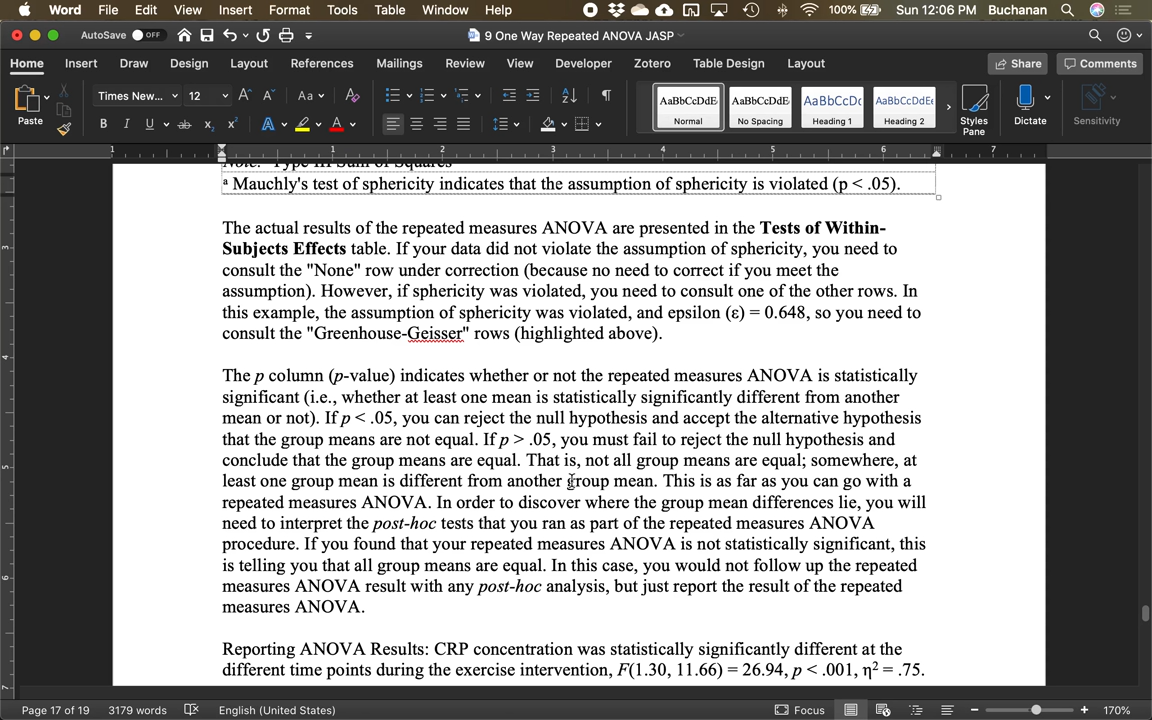 Word File Edit View Insert Format Tools Table Window Help 100% Sun 12:06 PM Buchanan
AutoSave OFF 9 One Way Repeated ANOVA JASP
Home Insert Draw Design Layout References Mailings Review View Developer Zotero Table Design Layout Share Comments
Paste Times New... 12 Aa
AaBbCcDdE AaBbCcDdE AaBbCcDc AaBbCcDdEe
Normal No Spacing Heading 1 Heading 2 Styles Pane Dictate Sensitivity
Note. Type III Sum of Squares
ᵃ Mauchly's test of sphericity indicates that the assumption of sphericity is violated (p < .05).
The actual results of the repeated measures ANOVA are presented in the Tests of Within-
Subjects Effects table. If your data did not violate the assumption of sphericity, you need to
consult the "None" row under correction (because no need to correct if you meet the
assumption). However, if sphericity was violated, you need to consult one of the other rows. In
this example, the assumption of sphericity was violated, and epsilon (ε) = 0.648, so you need to
consult the "Greenhouse-Geisser" rows (highlighted above).
The p column (p-value) indicates whether or not the repeated measures ANOVA is statistically
significant (i.e., whether at least one mean is statistically significantly different from another
mean or not). If p < .05, you can reject the null hypothesis and accept the alternative hypothesis
that the group means are not equal. If p > .05, you must fail to reject the null hypothesis and
conclude that the group means are equal. That is, not all group means are equal; somewhere, at
least one group mean is different from another group mean. This is as far as you can go with a
repeated measures ANOVA. In order to discover where the group mean differences lie, you will
need to interpret the post-hoc tests that you ran as part of the repeated measures ANOVA
procedure. If you found that your repeated measures ANOVA is not statistically significant, this
is telling you that all group means are equal. In this case, you would not follow up the repeated
measures ANOVA result with any post-hoc analysis, but just report the result of the repeated
measures ANOVA.
Reporting ANOVA Results: CRP concentration was statistically significantly different at the
different time points during the exercise intervention, F(1.30, 11.66) = 26.94, p < .001, η² = .75.
Page 17 of 19 3179 words English (United States) Focus 170%